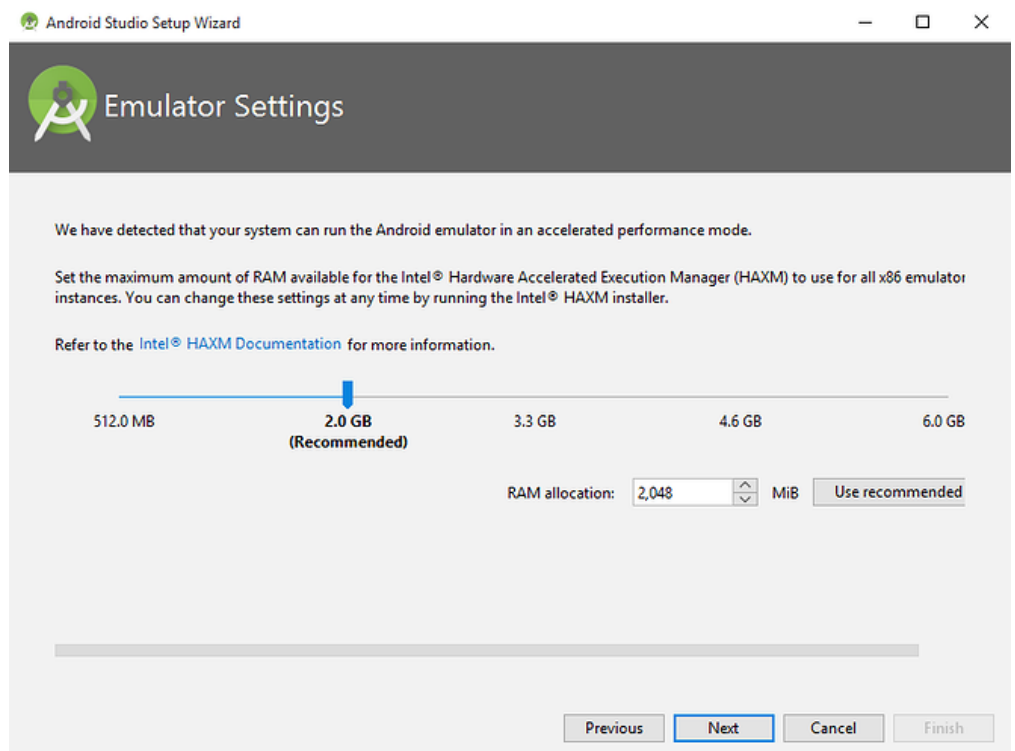 Android Studio Setup Wizard
Emulator Settings
We have detected that your system can run the Android emulator in an accelerated performance mode.
Set the maximum amount of RAM available for the Intel® Hardware Accelerated Execution Manager (HAXM) to use for all x86 emulator
instances. You can change these settings at any time by running the Intel® HAXM installer.
Refer to the Intel® HAXM Documentation for more information.
512.0 MB 2.0 GB 3.3 GB 4.6 GB 6.0 GB
(Recommended)
RAM allocation: 2,048 MiB Use recommended
Previous Next Cancel Finish